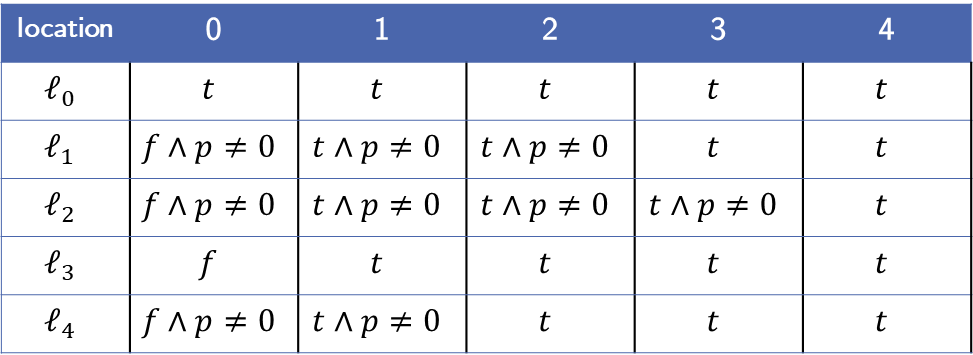 location 0 1 2 3 4
ℓ₀ t t t t t
ℓ₁ f ∧ p ≠ 0 t ∧ p ≠ 0 t ∧ p ≠ 0 t t
ℓ₂ f ∧ p ≠ 0 t ∧ p ≠ 0 t ∧ p ≠ 0 t ∧ p ≠ 0 t
ℓ₃ f t t t t
ℓ₄ f ∧ p ≠ 0 t ∧ p ≠ 0 t t t